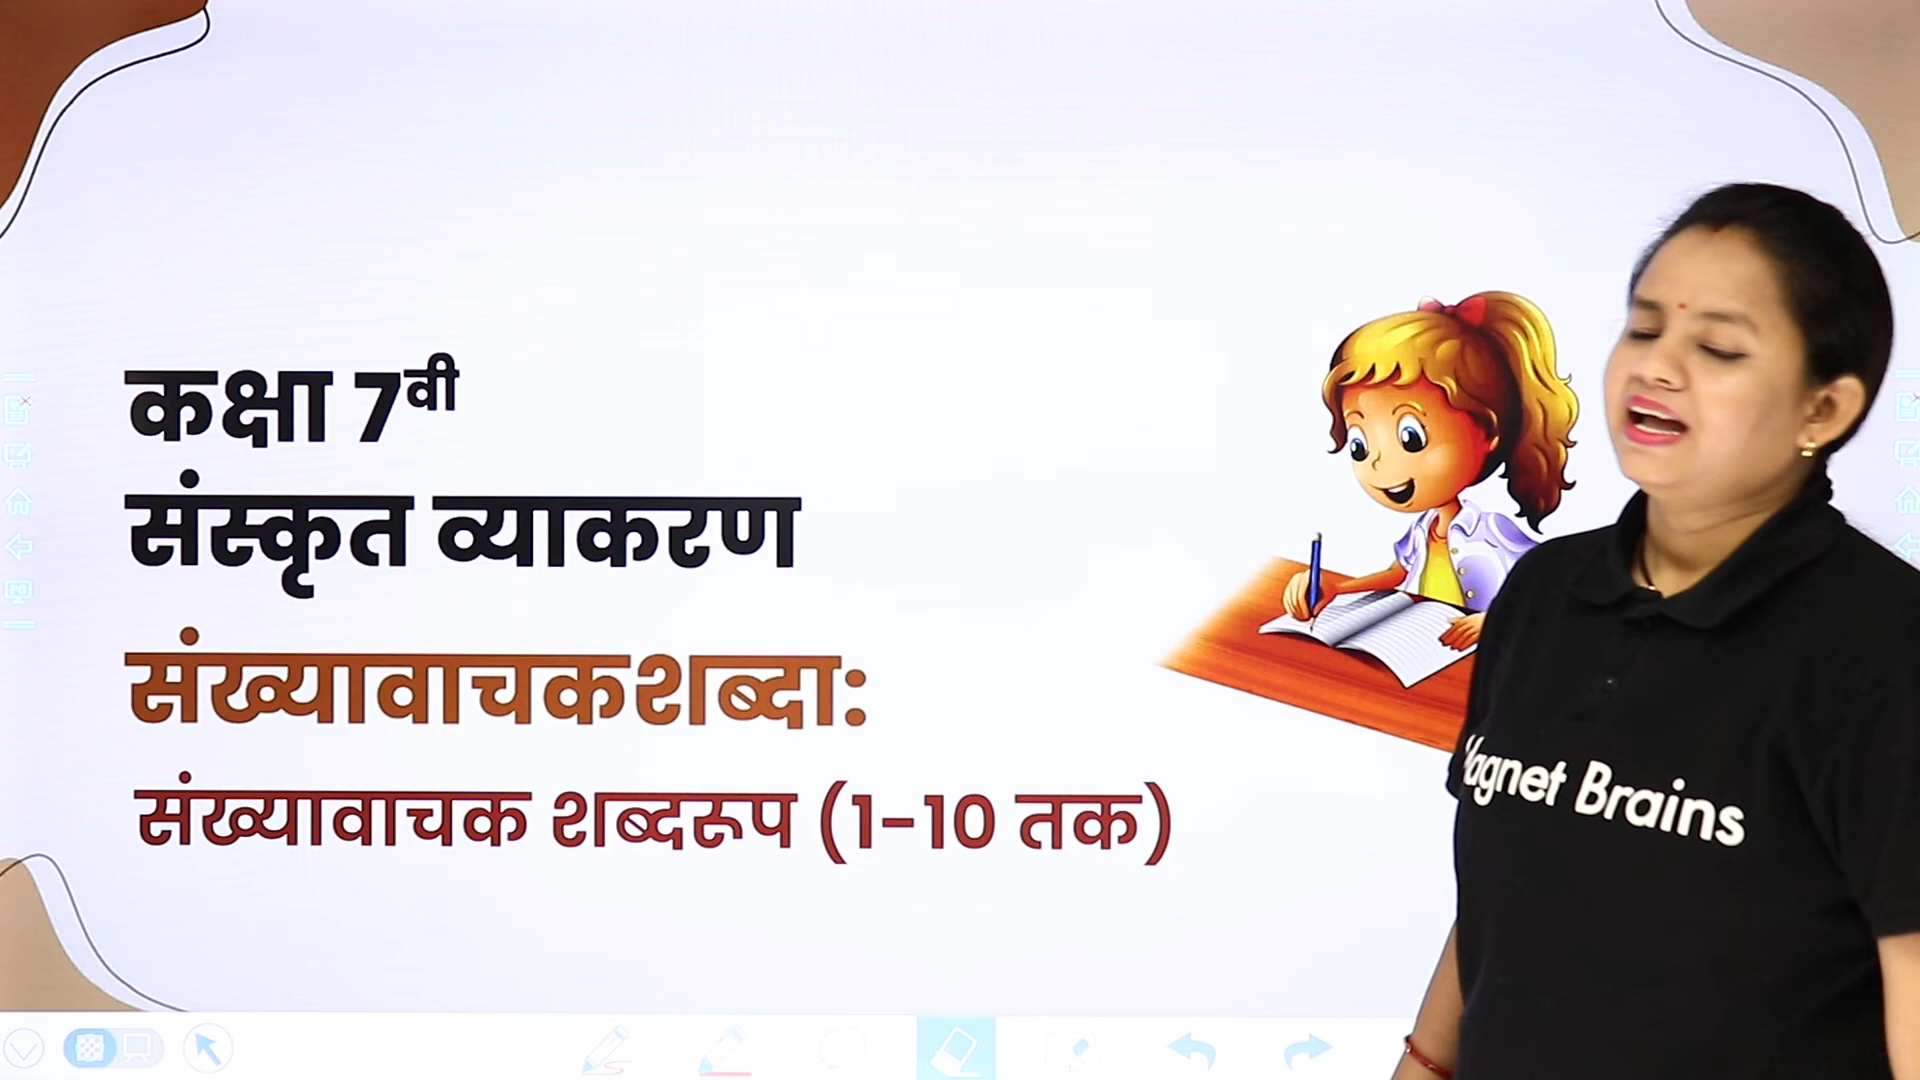 कक्षा 7वी
संस्कृत व्याकरण
संख्यावाचकशब्दा:
संख्यावाचक शब्दरूप (1-10 तक)
Magnet Brains